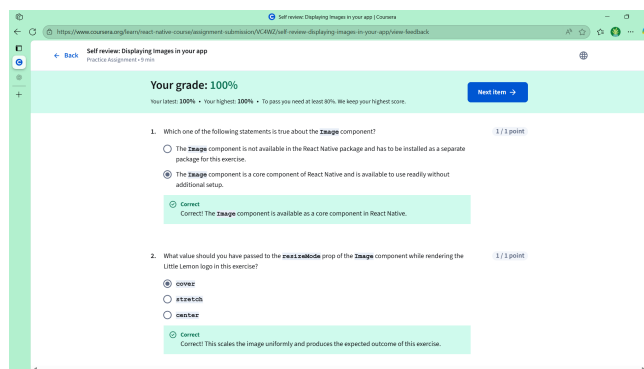 Self review: Displaying Images in your app | Coursera
https://www.coursera.org/learn/react-native-course/assignment-submission/VC4WZ/self-review-displaying-images-in-your-app/view-feedback
← Back
Self review: Displaying Images in your app
Practice Assignment • 9 min
Your grade: 100%
Your latest: 100% • Your highest: 100% • To pass you need at least 80%. We keep your highest score.
Next item →
1. Which one of the following statements is true about the Image component?
1 / 1 point
The Image component is not available in the React Native package and has to be installed as a separate
package for this exercise.
The Image component is a core component of React Native and is available to use readily without
additional setup.
Correct
Correct! The Image component is available as a core component in React Native.
2. What value should you have passed to the resizeMode prop of the Image component while rendering the
Little Lemon logo in this exercise?
1 / 1 point
cover
stretch
center
Correct
Correct! This scales the image uniformly and produces the expected outcome of this exercise.